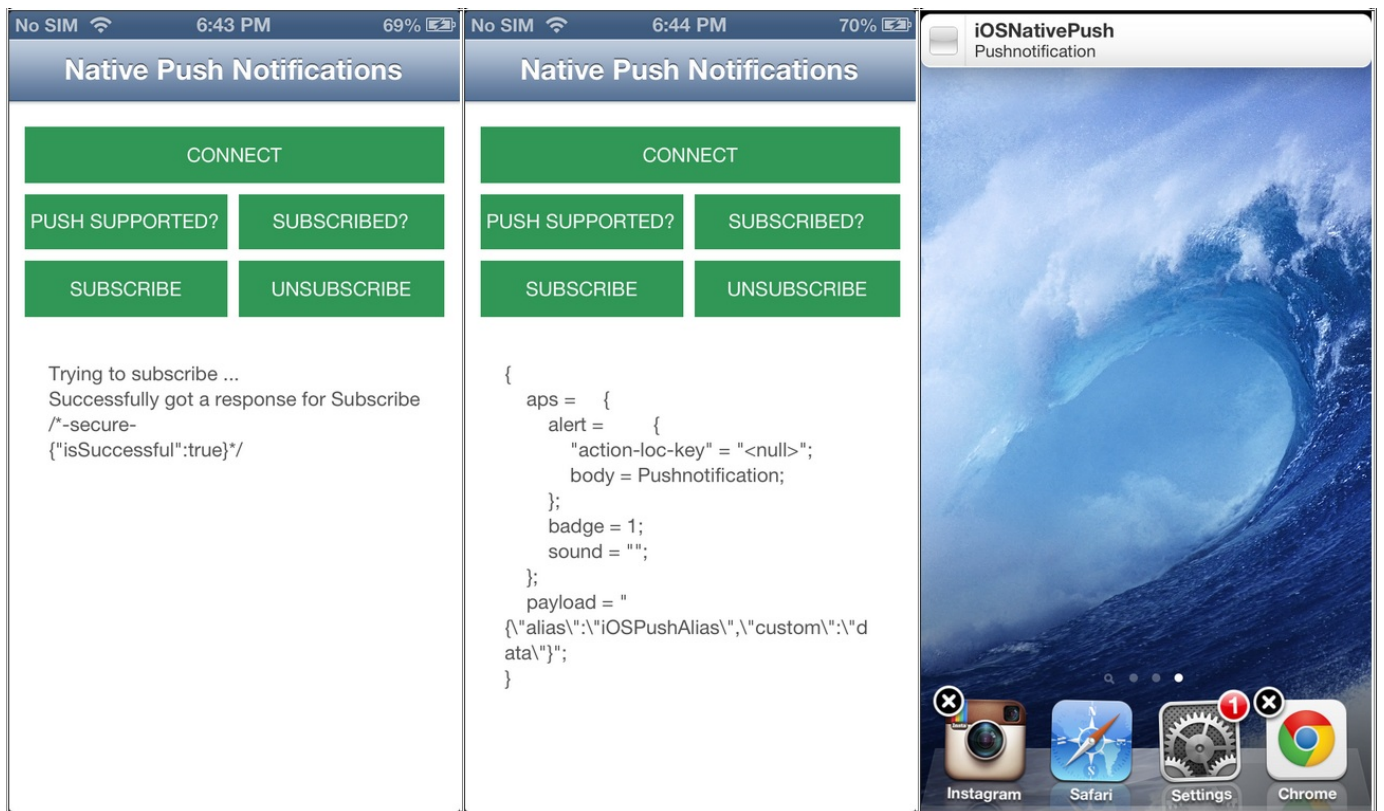 No SIM 6:43 PM 69%
Native Push Notifications
CONNECT
PUSH SUPPORTED? SUBSCRIBED?
SUBSCRIBE UNSUBSCRIBE
Trying to subscribe ...
Successfully got a response for Subscribe
/*-secure-
{"isSuccessful":true}*/
No SIM 6:44 PM 70%
Native Push Notifications
CONNECT
PUSH SUPPORTED? SUBSCRIBED?
SUBSCRIBE UNSUBSCRIBE
{
aps = {
alert = {
"action-loc-key" = "<null>";
body = Pushnotification;
};
badge = 1;
sound = "";
};
payload = "
{\"alias\":\"iOSPushAlias\",\"custom\":\"d
ata\"}";
}
iOSNativePush
Pushnotification
1
Instagram Safari Settings Chrome